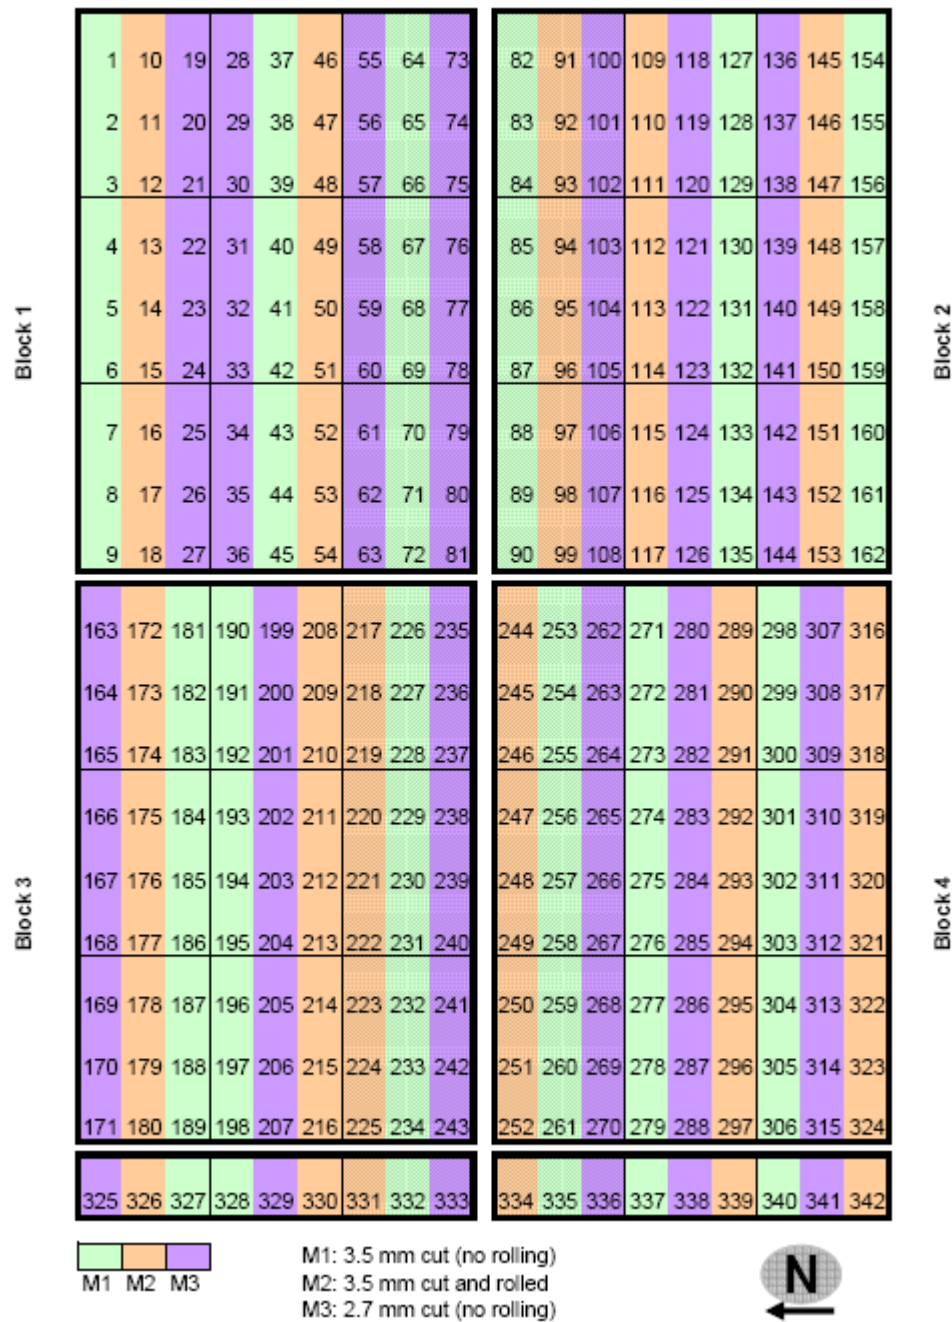 1 10 19 28 37 46 55 64 73 82 91 100 109 118 127 136 145 154
2 11 20 29 38 47 56 65 74 83 92 101 110 119 128 137 146 155
3 12 21 30 39 48 57 66 75 84 93 102 111 120 129 138 147 156
4 13 22 31 40 49 58 67 76 85 94 103 112 121 130 139 148 157
5 14 23 32 41 50 59 68 77 86 95 104 113 122 131 140 149 158
Block 1
Block 2
6 15 24 33 42 51 60 69 78 87 96 105 114 123 132 141 150 159
7 16 25 34 43 52 61 70 79 88 97 106 115 124 133 142 151 160
8 17 26 35 44 53 62 71 80 89 98 107 116 125 134 143 152 161
9 18 27 36 45 54 63 72 81 90 99 108 117 126 135 144 153 162
163 172 181 190 199 208 217 226 235 244 253 262 271 280 289 298 307 316
164 173 182 191 200 209 218 227 236 245 254 263 272 281 290 299 308 317
165 174 183 192 201 210 219 228 237 246 255 264 273 282 291 300 309 318
166 175 184 193 202 211 220 229 238 247 256 265 274 283 292 301 310 319
167 176 185 194 203 212 221 230 239 248 257 266 275 284 293 302 311 320
Block 3
Block 4
168 177 186 195 204 213 222 231 240 249 258 267 276 285 294 303 312 321
169 178 187 196 205 214 223 232 241 250 259 268 277 286 295 304 313 322
170 179 188 197 206 215 224 233 242 251 260 269 278 287 296 305 314 323
171 180 189 198 207 216 225 234 243 252 261 270 279 288 297 306 315 324
325 326 327 328 329 330 331 332 333 334 335 336 337 338 339 340 341 342
M1 M2 M3
M1: 3.5 mm cut (no rolling)
M2: 3.5 mm cut and rolled
M3: 2.7 mm cut (no rolling)
N